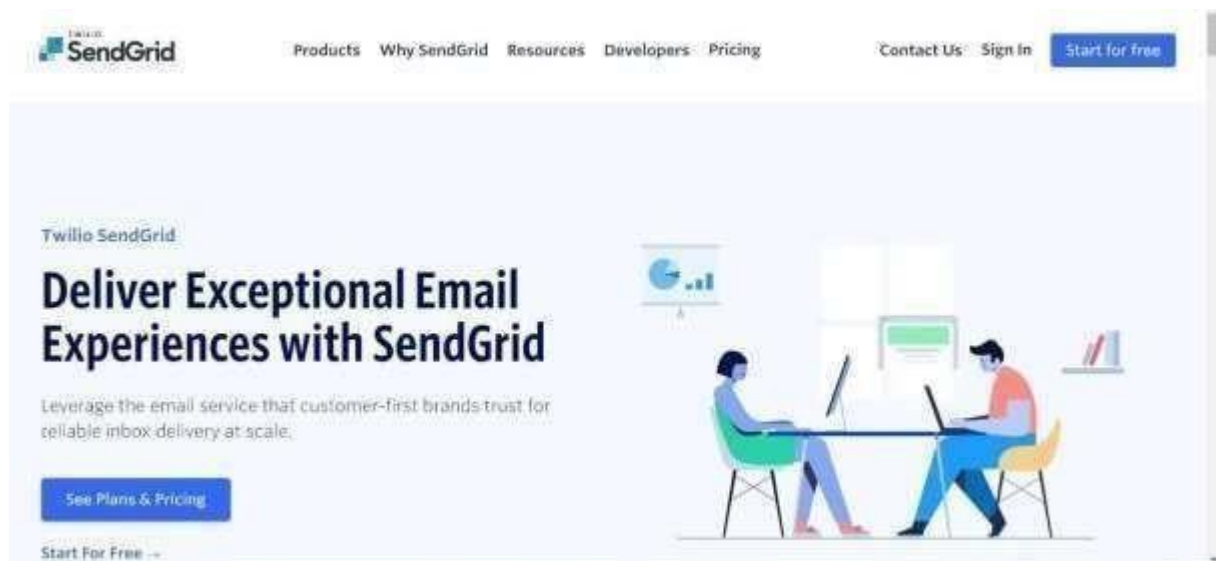 SendGrid
Products Why SendGrid Resources Developers Pricing Contact Us Sign In Start for free
Twilio SendGrid
Deliver Exceptional Email
Experiences with SendGrid
Leverage the email service that customer-first brands trust for
reliable inbox delivery at scale.
See Plans & Pricing
Start For Free →